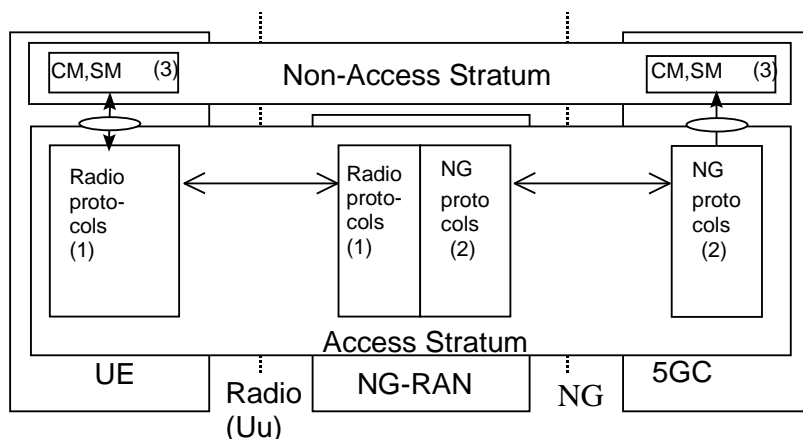 CM,SM (3)
Non-Access Stratum
CM,SM (3)
Radio
proto-
cols
(1)
Radio
proto-
cols
(1)
NG
proto
cols
(2)
NG
proto
cols
(2)
Access Stratum
UE
Radio
(Uu)
NG-RAN
NG
5GC